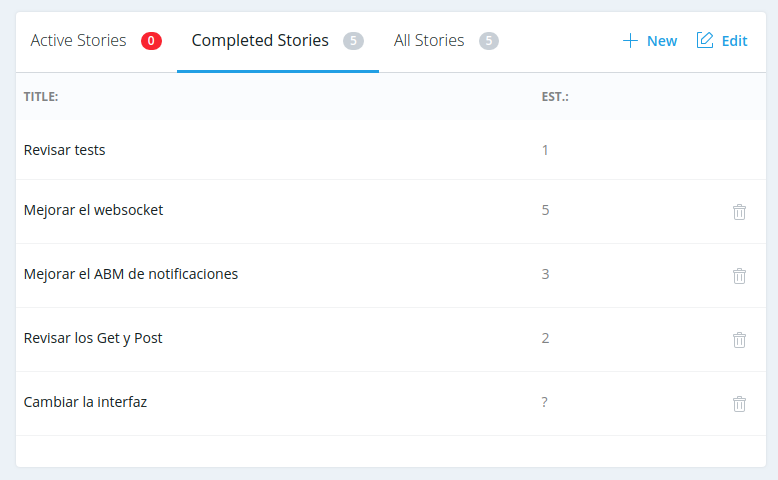 Active Stories 0 Completed Stories 5 All Stories 5 New Edit
TITLE: EST.:
Revisar tests 1
Mejorar el websocket 5
Mejorar el ABM de notificaciones 3
Revisar los Get y Post 2
Cambiar la interfaz ?